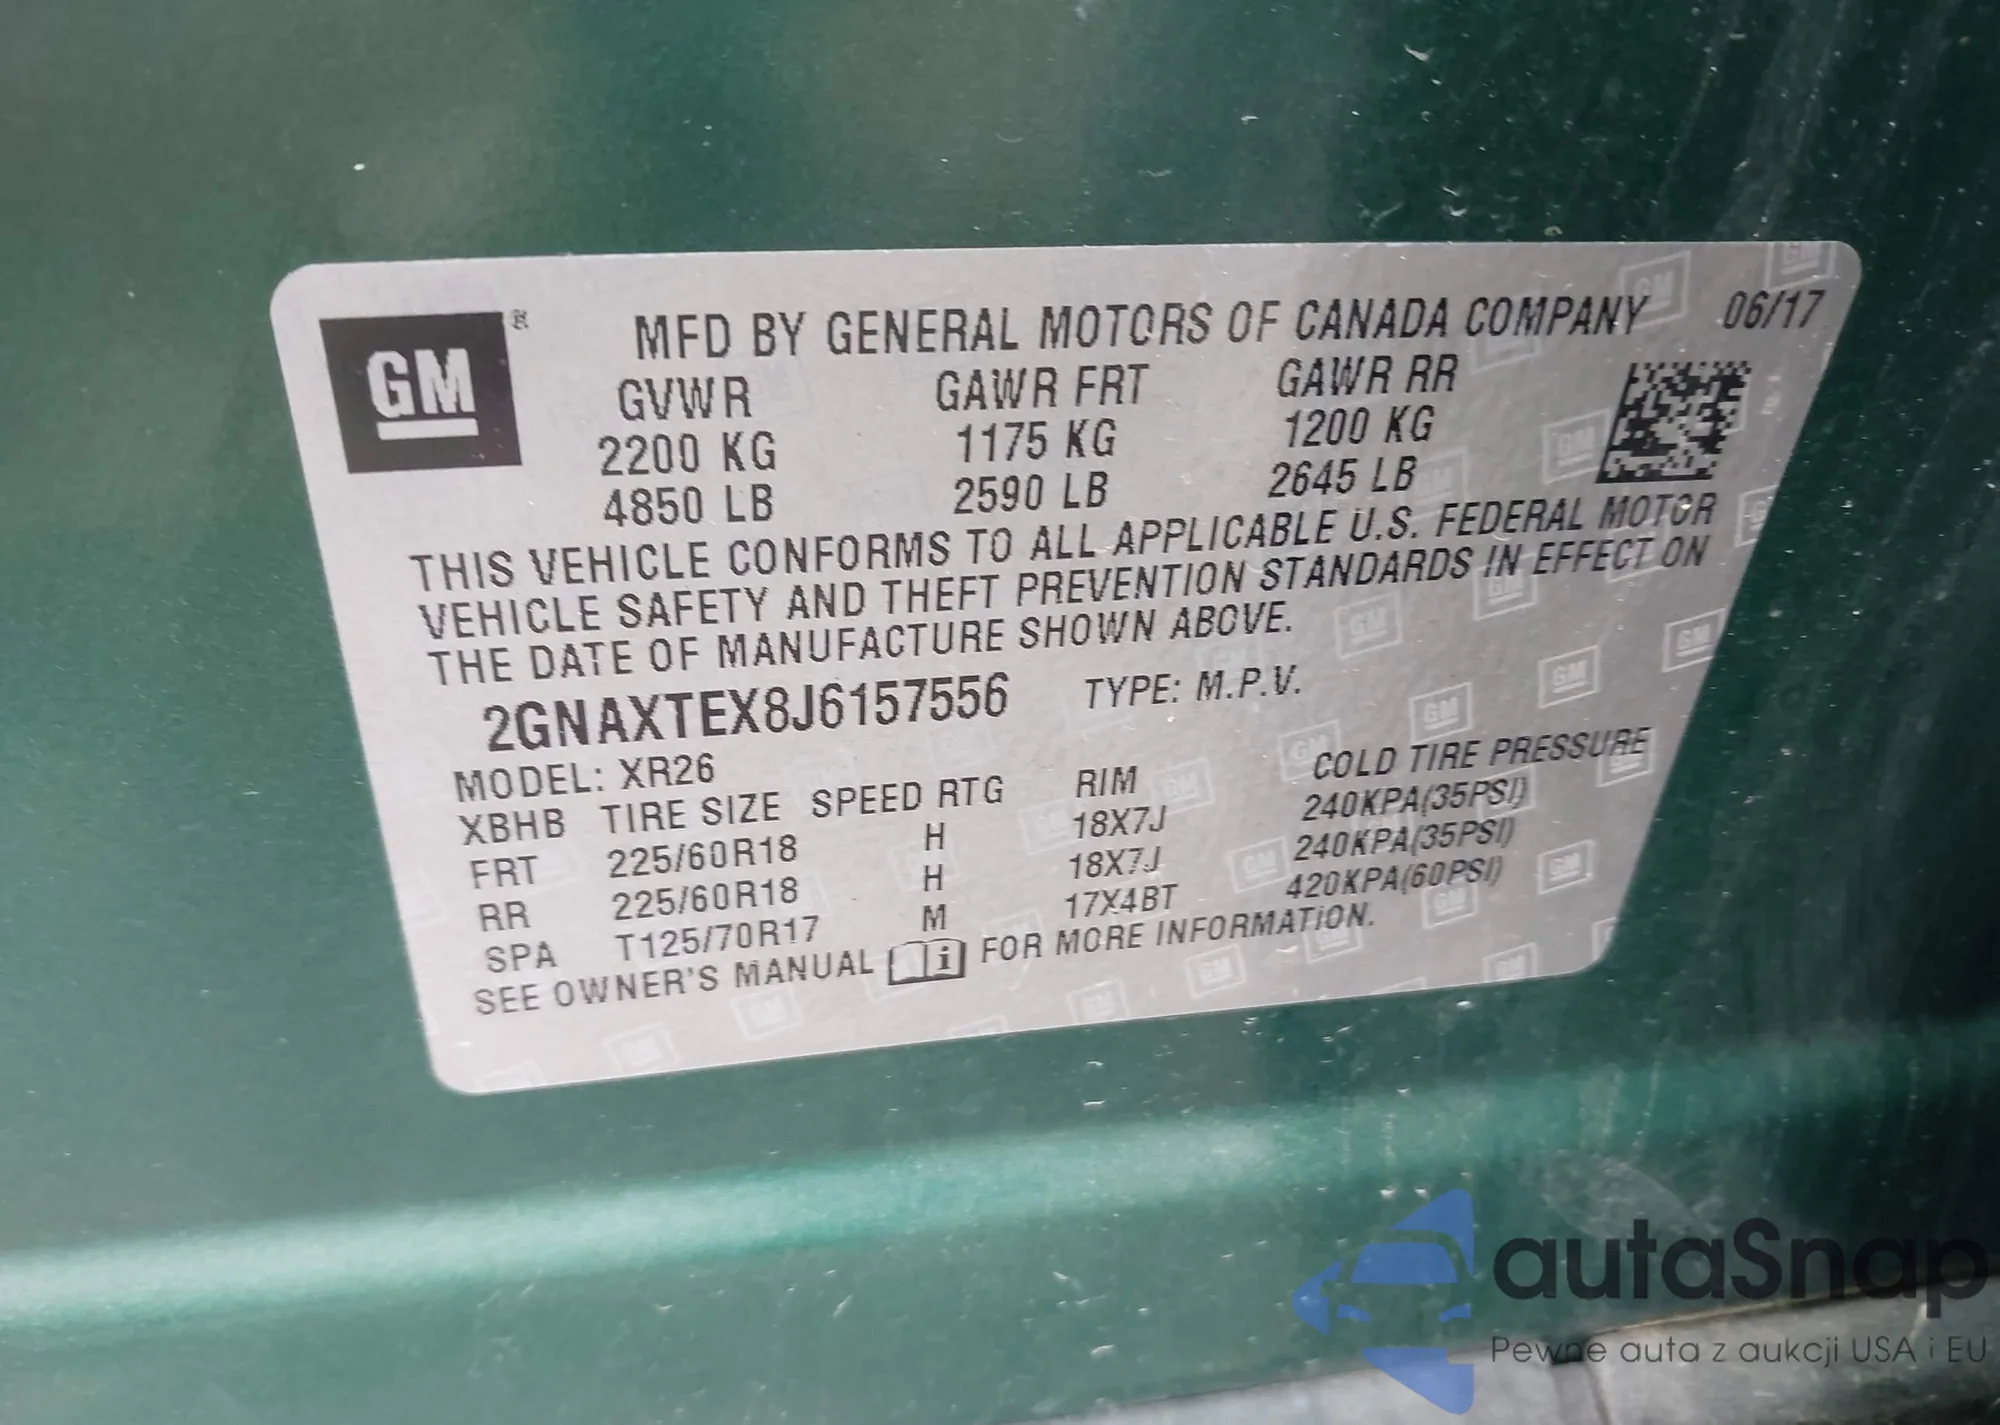 GM ® MFD BY GENERAL MOTORS OF CANADA COMPANY 06/17
GVWR GAWR FRT GAWR RR
2200 KG 1175 KG 1200 KG
4850 LB 2590 LB 2645 LB
THIS VEHICLE CONFORMS TO ALL APPLICABLE U.S. FEDERAL MOTOR
VEHICLE SAFETY AND THEFT PREVENTION STANDARDS IN EFFECT ON
THE DATE OF MANUFACTURE SHOWN ABOVE.
2GNAXTEX8J6157556 TYPE: M.P.V.
MODEL: XR26
XBHB TIRE SIZE SPEED RTG RIM COLD TIRE PRESSURE
FRT 225/60R18 H 18X7J 240KPA(35PSI)
RR 225/60R18 H 18X7J 240KPA(35PSI)
SPA T125/70R17 M 17X4BT 420KPA(60PSI)
SEE OWNER'S MANUAL i FOR MORE INFORMATION.
autaSnap
Pewne auta z aukcji USA i EU